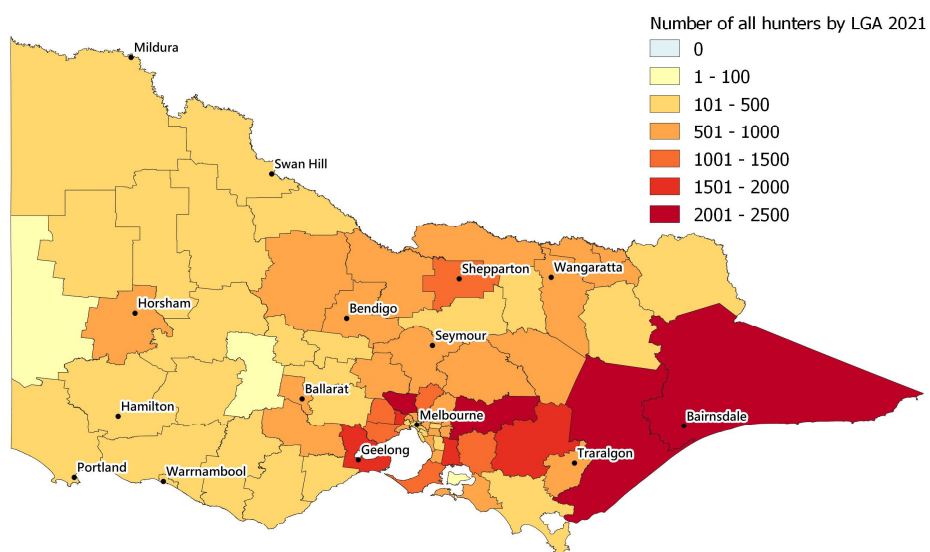 Number of all hunters by LGA 2021
0
1 - 100
101 - 500
501 - 1000
1001 - 1500
1501 - 2000
2001 - 2500
Mildura
Swan Hill
Shepparton
Wangaratta
Horsham
Bendigo
Seymour
Ballarat
Hamilton
Melbourne
Bairnsdale
Geelong
Traralgon
Portland
Warrnambool